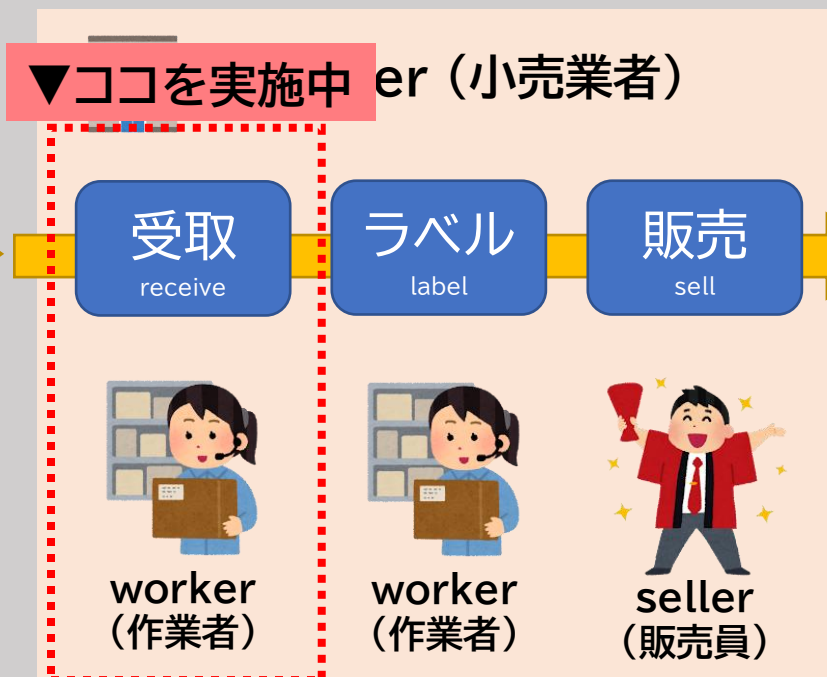 ▼ココを実施中
er（小売業者）
受取
receive
ラベル
label
販売
sell
worker
（作業者）
worker
（作業者）
seller
（販売員）